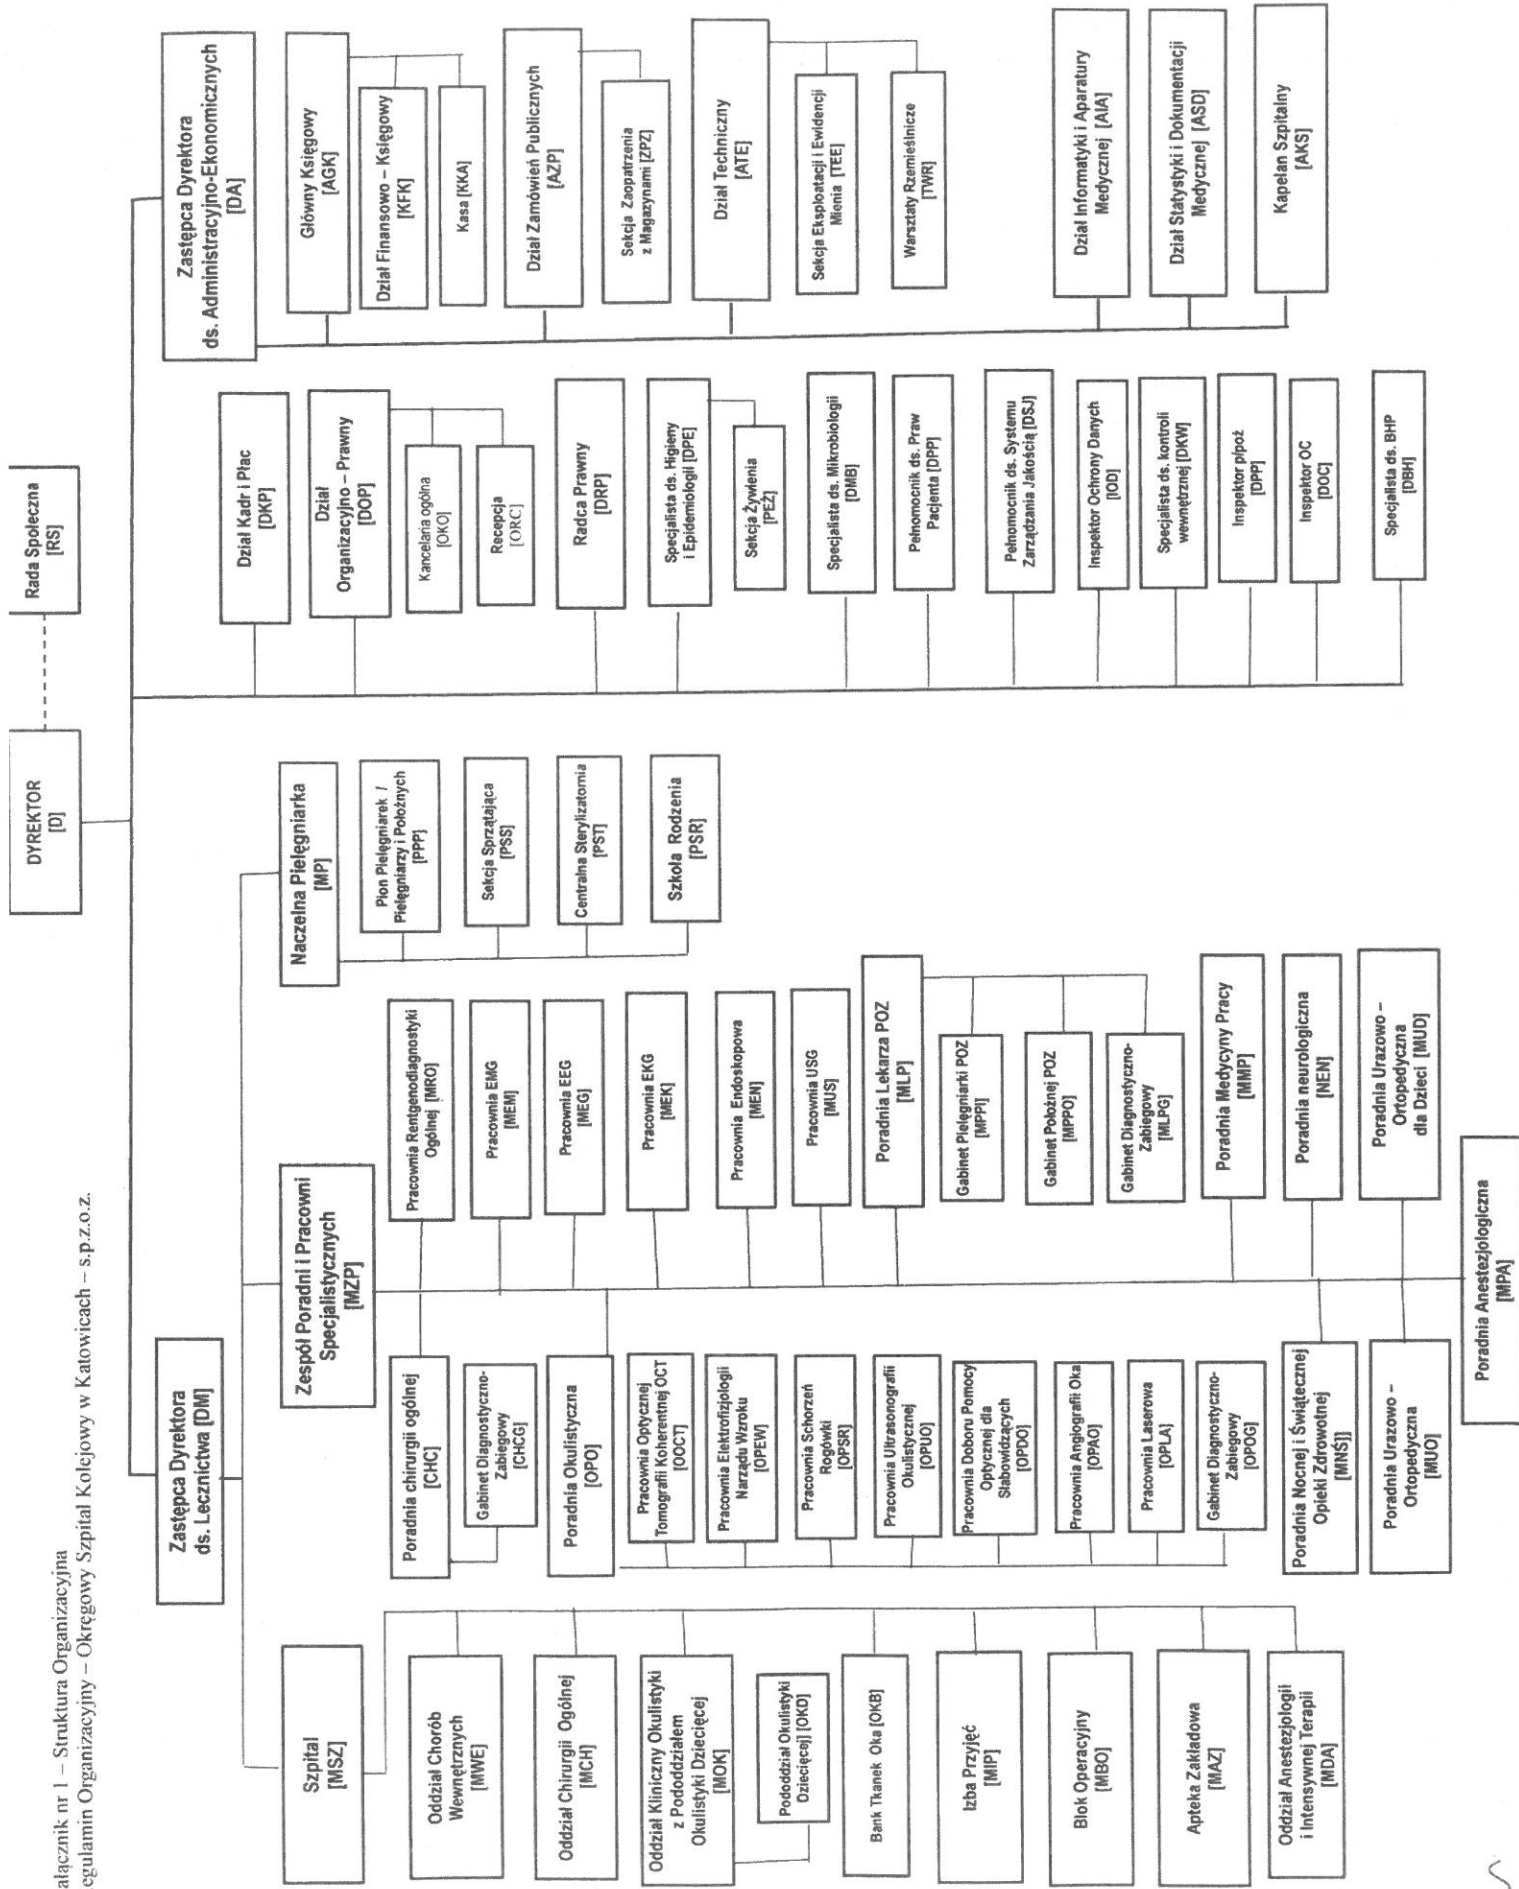 ałącznik nr 1 – Struktura Organizacyjna
egulamin Organizacyjny – Okręgowy Szpital Kolejowy w Katowicach – s.p.z.o.z.
DYREKTOR
[D]
Rada Społeczna
[RS]
Zastępca Dyrektora
ds. Lecznictwa [DM]
Szpital
[MSZ]
Oddział Chorób
Wewnętrznych
[MWE]
Oddział Chirurgii Ogólnej
[MCH]
Oddział Kliniczny Okulistyki
z Pododdziałem
Okulistyki Dziecięcej
[MOK]
Pododdział Okulistyki
Dziecięcej] [OKD]
Bank Tkanek Oka [OKB]
Izba Przyjęć
[MIP]
Blok Operacyjny
[MBO]
Apteka Zakładowa
[MAZ]
Oddział Anestezjologii
i Intensywnej Terapii
[MDA]
Zespół Poradni i Pracowni
Specjalistycznych
[MZP]
Poradnia chirurgii ogólnej
[CHC]
Gabinet Diagnostyczno-
Zabiegowy
[CHCG]
Poradnia Okulistyczna
[OPO]
Pracownia Optycznej
Tomografii Koherentnej OCT
[OOCT]
Pracownia Elektrofizjologii
Narządu Wzroku
[OPEW]
Pracownia Schorzeń
Rogówki
[OPSR]
Pracownia Ultrasonografii
Okulistycznej
[OPUO]
Pracownia Doboru Pomocy
Optycznej dla
Słabowidzących
[OPDO]
Pracownia Angiografii Oka
[OPAO]
Pracownia Laserowa
[OPLA]
Gabinet Diagnostyczno-
Zabiegowy
[OPOG]
Poradnia Nocnej i Świątecznej
Opieki Zdrowotnej
[MNŚ]]
Poradnia Urazowo –
Ortopedyczna
[MUO]
Pracownia Rentgenodiagnostyki
Ogólnej [MRO]
Pracownia EMG
[MEM]
Pracownia EEG
[MEG]
Pracownia EKG
[MEK]
Pracownia Endoskopowa
[MEN]
Pracownia USG
[MUS]
Poradnia Lekarza POZ
[MLP]
Gabinet Pielęgniarki POZ
[MPPI]
Gabinet Położnej POZ
[MPPO]
Gabinet Diagnostyczno-
Zabiegowy
[MLPG]
Poradnia Medycyny Pracy
[MMP]
Poradnia neurologiczna
[NEN]
Poradnia Urazowo –
Ortopedyczna
dla Dzieci [MUD]
Poradnia Anestezjologiczna
[MPA]
Naczelna Pielęgniarka
[MP]
Pion Pielęgniarek /
Pielęgniarzy i Położnych
[PPP]
Sekcja Sprzątająca
[PSS]
Centralna Sterylizatornia
[PST]
Szkoła Rodzenia
[PSR]
Dział Kadr i Płac
[DKP]
Dział
Organizacyjno – Prawny
[DOP]
Kancelaria ogólna
[OKO]
Recepcja
[ORC]
Radca Prawny
[DRP]
Specjalista ds. Higieny
i Epidemiologii [DPE]
Sekcja Żywienia
[PEŻ]
Specjalista ds. Mikrobiologii
[DMB]
Pełnomocnik ds. Praw
Pacjenta [DPP]
Pełnomocnik ds. Systemu
Zarządzania Jakością [DSJ]
Inspektor Ochrony Danych
[IOD]
Specjalista ds. kontroli
wewnętrznej [DKW]
Inspektor p/poż
[DPP]
Inspektor OC
[DOC]
Specjalista ds. BHP
[DBH]
Zastępca Dyrektora
ds. Administracyjno-Ekonomicznych
[DA]
Główny Księgowy
[AGK]
Dział Finansowo – Księgowy
[KFK]
Kasa [KKA]
Dział Zamówień Publicznych
[AZP]
Sekcja Zaopatrzenia
z Magazynami [ZPZ]
Dział Techniczny
[ATE]
Sekcja Eksploatacji i Ewidencji
Mienia [TEE]
Warsztaty Rzemieślnicze
[TWR]
Dział Informatyki i Aparatury
Medycznej [AIA]
Dział Statystyki i Dokumentacji
Medycznej [ASD]
Kapelan Szpitalny
[AKS]